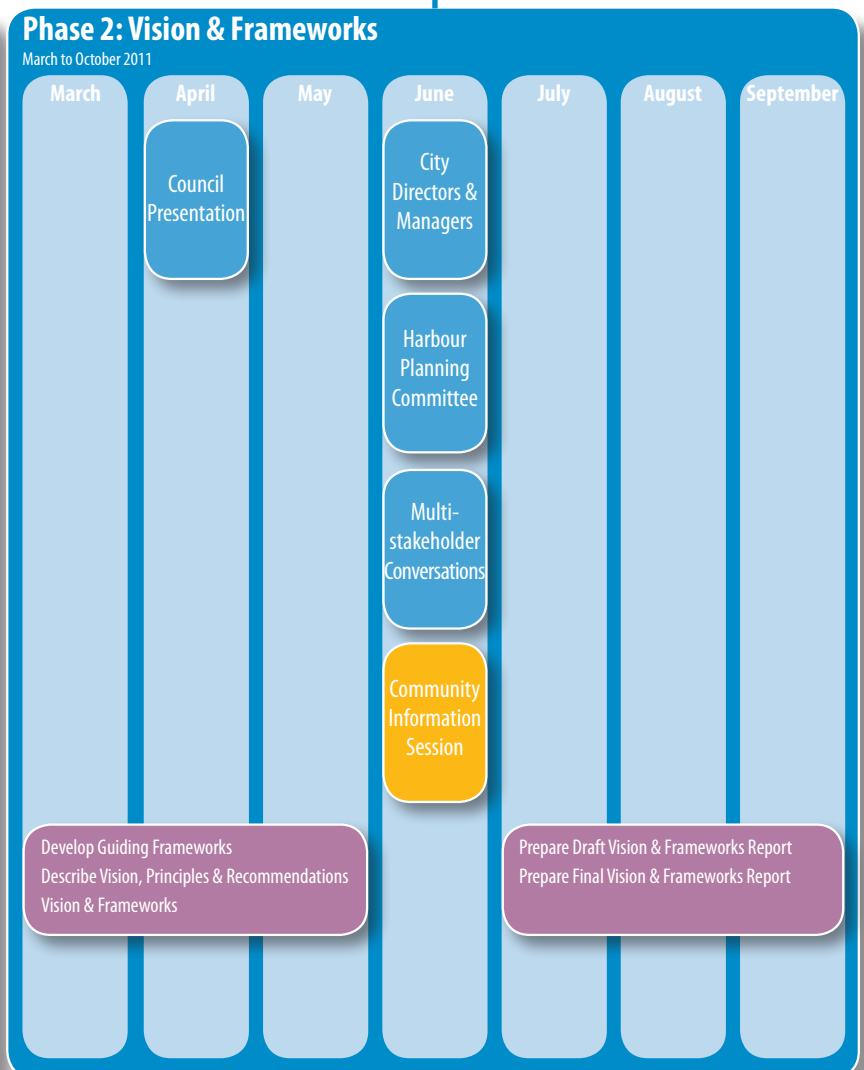 Phase 2: Vision & Frameworks
March to October 2011
March April May June July August September
Council
Presentation
City
Directors &
Managers
Harbour
Planning
Committee
Multi-
stakeholder
Conversations
Community
Information
Session
Develop Guiding Frameworks
Describe Vision, Principles & Recommendations
Vision & Frameworks
Prepare Draft Vision & Frameworks Report
Prepare Final Vision & Frameworks Report